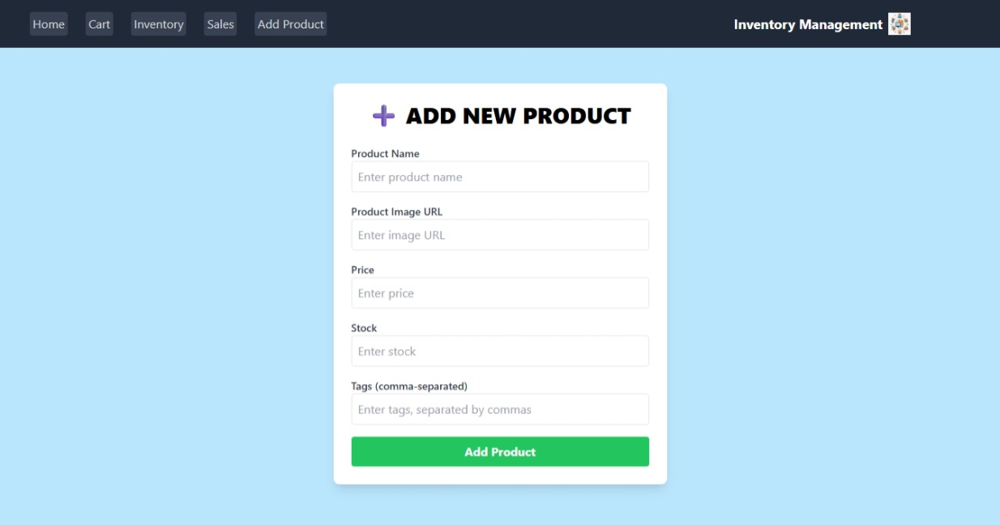 Home Cart Inventory Sales Add Product Inventory Management
ADD NEW PRODUCT
Product Name
Enter product name
Product Image URL
Enter image URL
Price
Enter price
Stock
Enter stock
Tags (comma-separated)
Enter tags, separated by commas
Add Product